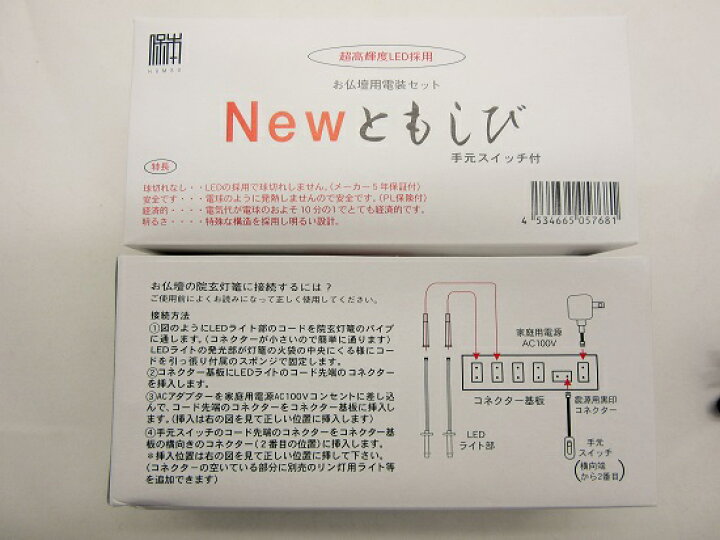 保本
HYMBO
超高輝度LED採用
お仏壇用電装セット
Newともしび
手元スイッチ付
特長
球切れなし・・LEDの採用で球切れしません。(メーカー5年保証付)
安全です・・・電球のように発熱しませんので安全です。(PL保険付)
経済的・・・・電気代が電球のおよそ10分の1でとても経済的です。
明るさ・・・・特殊な構造を採用し明るい設計。
4 534665 057681
お仏壇の院玄灯篭に接続するには?
ご使用前によくお読みになって正しく使用してください。
接続方法
①図のようにLEDライト部のコードを院玄灯篭のパイプ
に通します。(コネクターが小さいので簡単に通ります)
LEDライトの発光部が灯篭の火袋の中央にくる様にコー
ドを引っ張り付属のスポンジで固定します。
②コネクター基板にLEDライトのコード先端のコネクター
を挿入します。
③ACアダプターを家庭用電源AC100Vコンセントに差し込
んで、コード先端のコネクターをコネクター基板に挿入しま
す。(挿入は右の図を見て正しい位置に挿入します)
④手元スイッチのコード先端のコネクターをコネクター基
板の横向きのコネクター(2番目の位置)に挿入します。
*挿入位置は右の図を見て正しい位置に挿して下さい。
(コネクターの空いている部分に別売のリン灯用ライト等
を追加できます)
家庭用電源
AC100V
コネクター基板
電源用黒印
コネクター
LED
ライト部
手元
スイッチ
(横向端
から2番目)